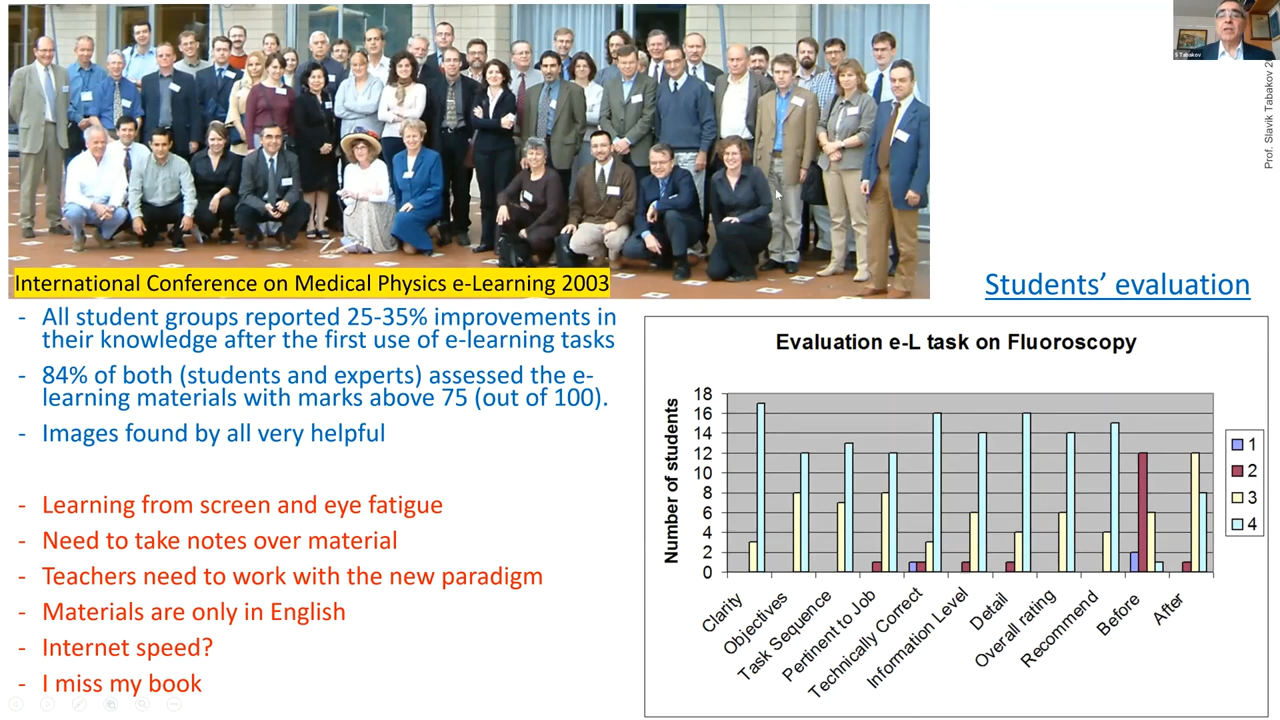 S Tabakov
Prof. Slavik Tabakov
International Conference on Medical Physics e-Learning 2003
- All student groups reported 25-35% improvements in
their knowledge after the first use of e-learning tasks
- 84% of both (students and experts) assessed the e-
learning materials with marks above 75 (out of 100).
- Images found by all very helpful
- Learning from screen and eye fatigue
- Need to take notes over material
- Teachers need to work with the new paradigm
- Materials are only in English
- Internet speed?
- I miss my book
Students’ evaluation
Evaluation e-L task on Fluoroscopy
Number of students
18
16
14
12
10
8
6
4
2
0
Clarity
Objectives
Task Sequence
Pertinent to Job
Technically Correct
Information Level
Detail
Overall rating
Recommend
Before
After
1
2
3
4